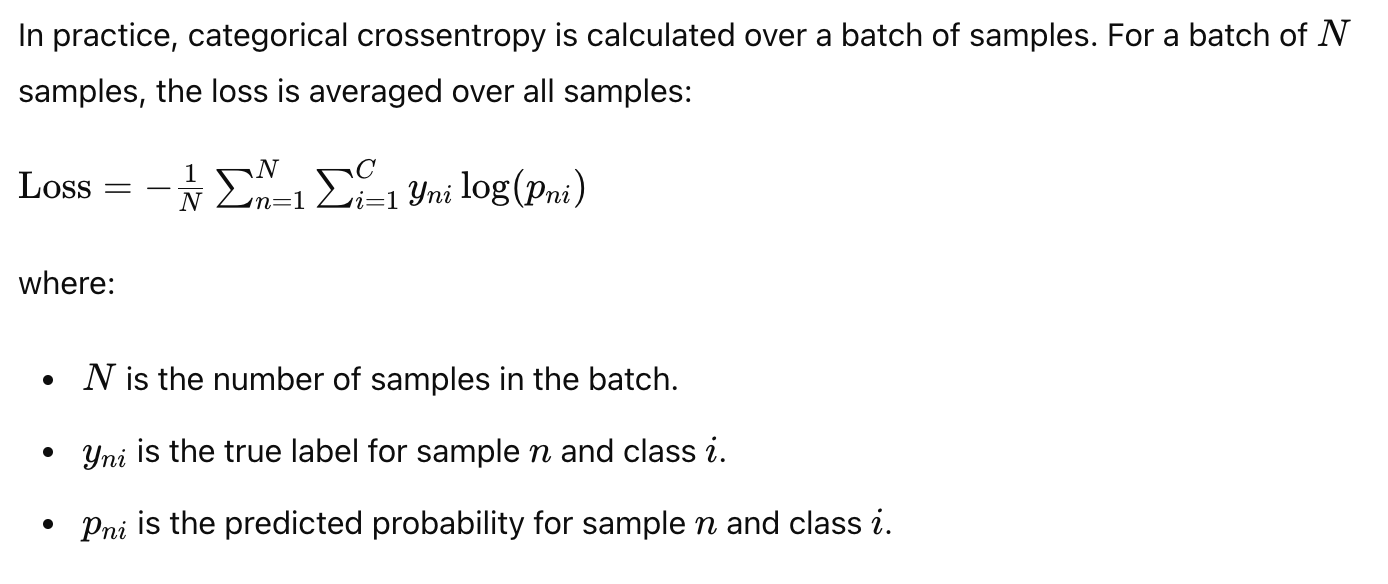 In practice, categorical crossentropy is calculated over a batch of samples. For a batch of N
samples, the loss is averaged over all samples:
Loss = −\frac{1}{N} \sum_{n=1}^{N} \sum_{i=1}^{C} y_{ni} log(p_{ni})
where:
• N is the number of samples in the batch.
• y_{ni} is the true label for sample n and class i.
• p_{ni} is the predicted probability for sample n and class i.